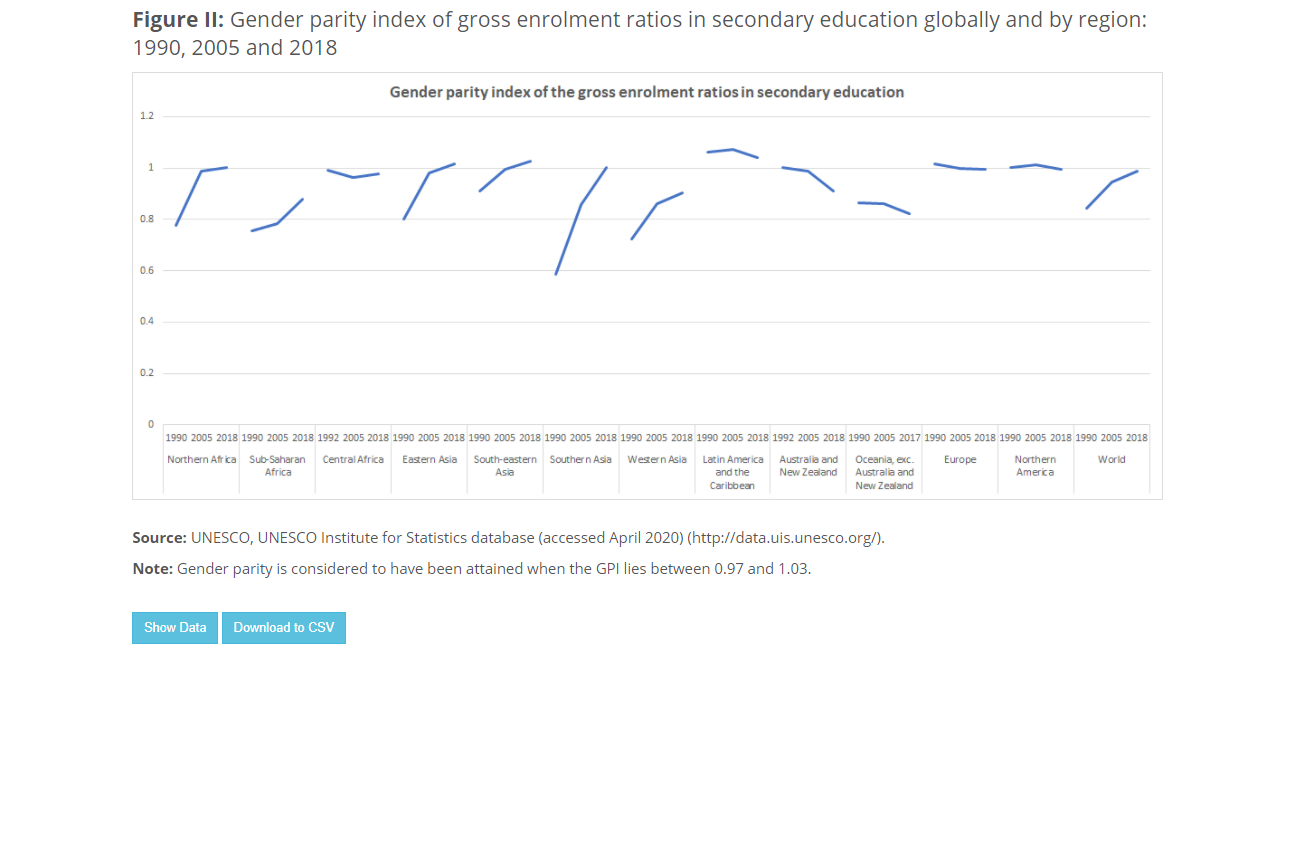 Figure II: Gender parity index of gross enrolment ratios in secondary education globally and by region:
1990, 2005 and 2018
Gender parity index of the gross enrolment ratios in secondary education
1.2
1
0.8
0.6
0.4
0.2
0
1990 2005 2018 1990 2005 2018 1992 2005 2018 1990 2005 2018 1990 2005 2018 1990 2005 2018 1990 2005 2018 1990 2005 2018 1992 2005 2018 1990 2005 2017 1990 2005 2018 1990 2005 2018 1990 2005 2018
Northern Africa Sub-Saharan Central Africa Eastern Asia South-eastern Southern Asia Western Asia Latin America Australia and Oceania, exc. Europe Northern World
Africa Asia and the New Zealand Australia and America
Caribbean New Zealand
Source: UNESCO, UNESCO Institute for Statistics database (accessed April 2020) (http://data.uis.unesco.org/).
Note: Gender parity is considered to have been attained when the GPI lies between 0.97 and 1.03.
Show Data Download to CSV